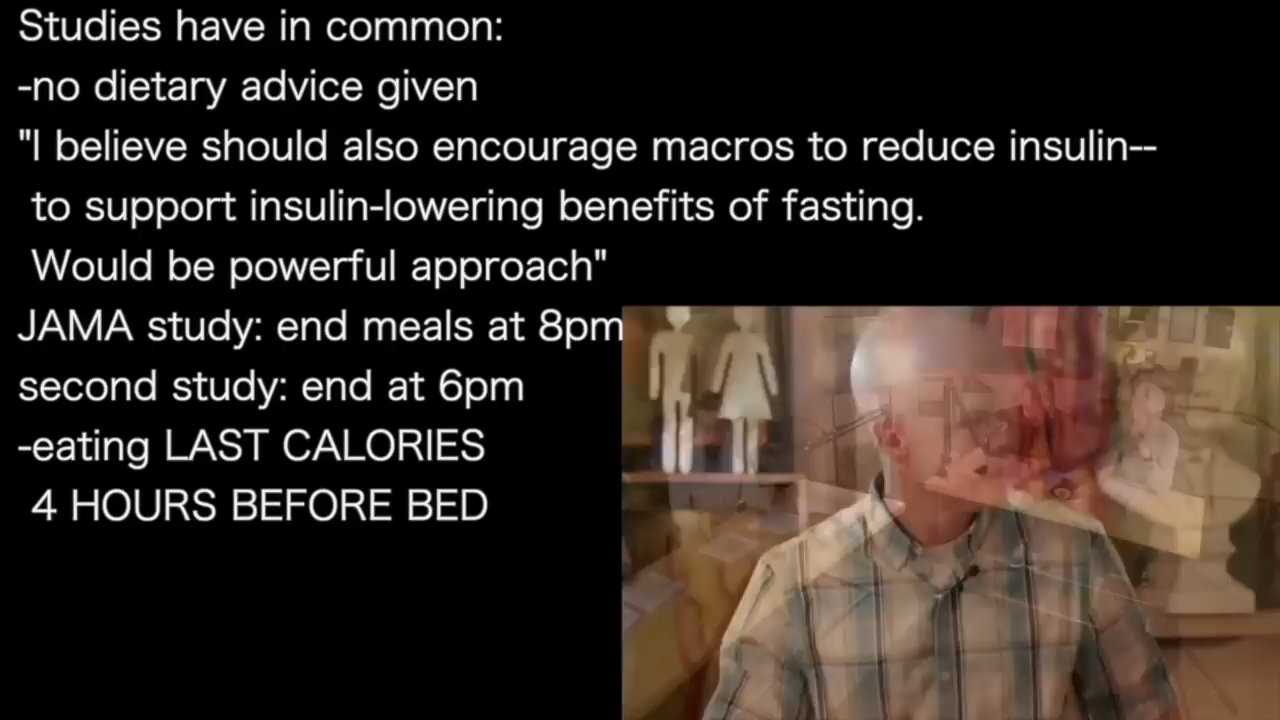 Studies have in common:
-no dietary advice given
"I believe should also encourage macros to reduce insulin--
to support insulin-lowering benefits of fasting.
Would be powerful approach"
JAMA study: end meals at 8pm
second study: end at 6pm
-eating LAST CALORIES
4 HOURS BEFORE BED